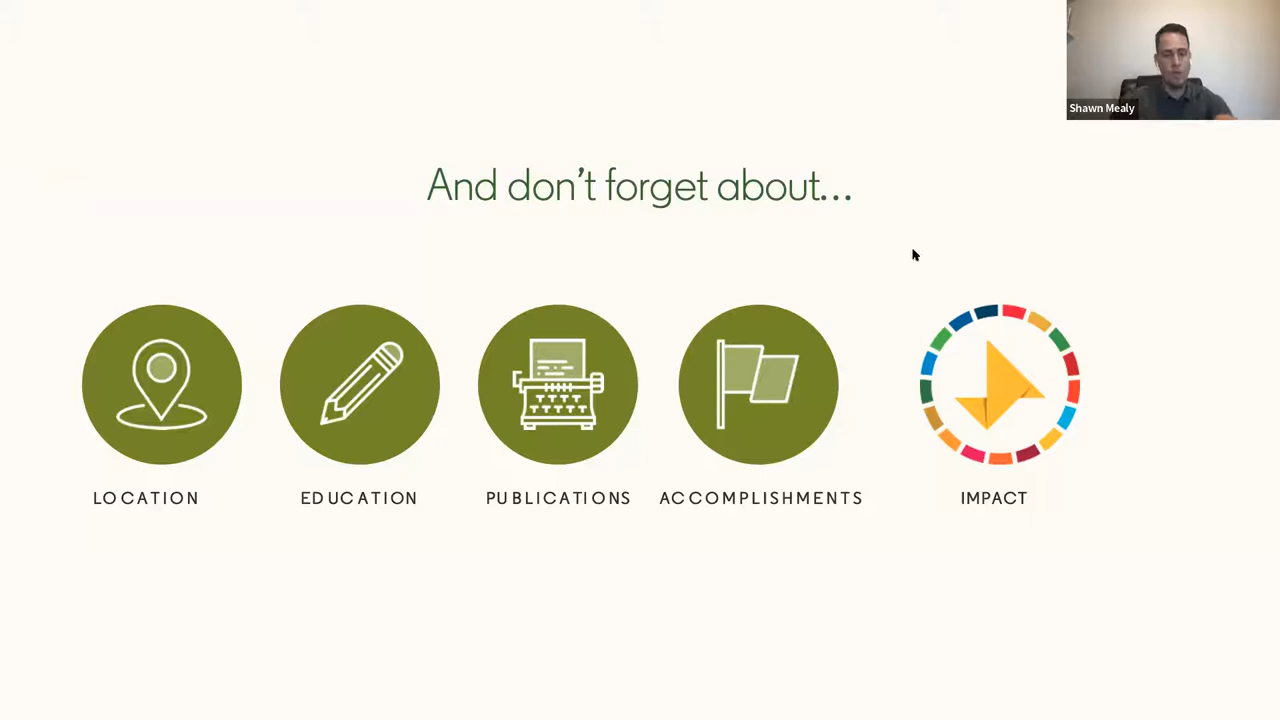 Shawn Mealy
And don't forget about...
LOCATION
EDUCATION
PUBLICATIONS
ACCOMPLISHMENTS
IMPACT